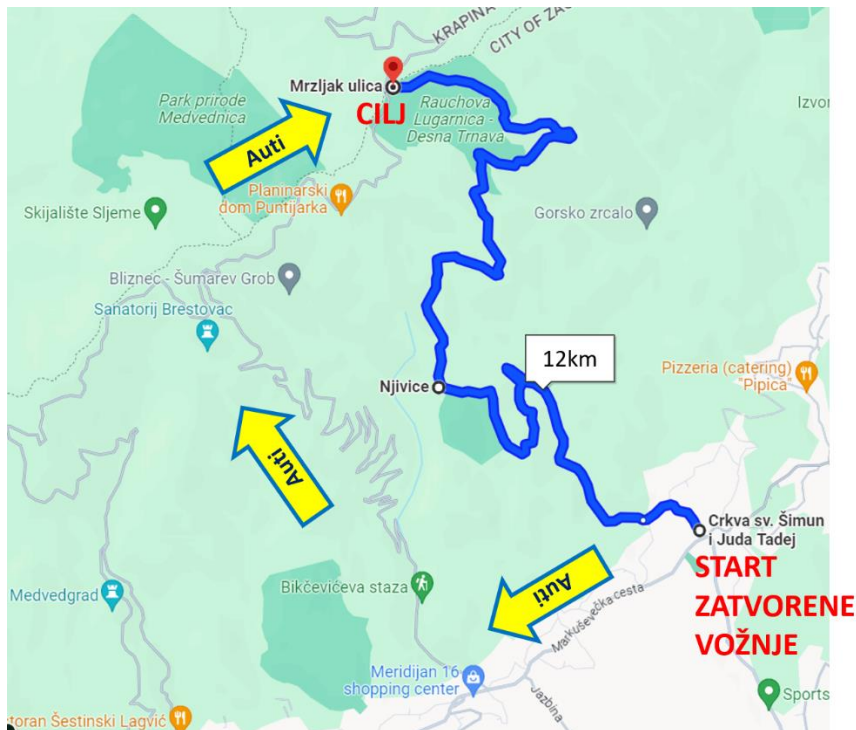 KRAPINA
CITY OF ZAG
Mrzljak ulica
CILJ
Park prirode
Medvednica
Rauchova
Lugarnica -
Desna Trnava
Izvor
Auti
Planinarski
dom Puntijarka
Skijalište Sljeme
Gorsko zrcalo
Bliznec - Šumarev Grob
Sanatorij Brestovac
12km
Pizzeria (catering)
"Pipica"
Njivice
Auti
Crkva sv. Šimun
i Juda Tadej
START
ZATVORENE
VOŽNJE
Auti
Bikčevićeva staza
Medvedgrad
Markuševečka cesta
Meridijan 16
shopping center
Jazbina
Sports
toran Šestinski Lagvić